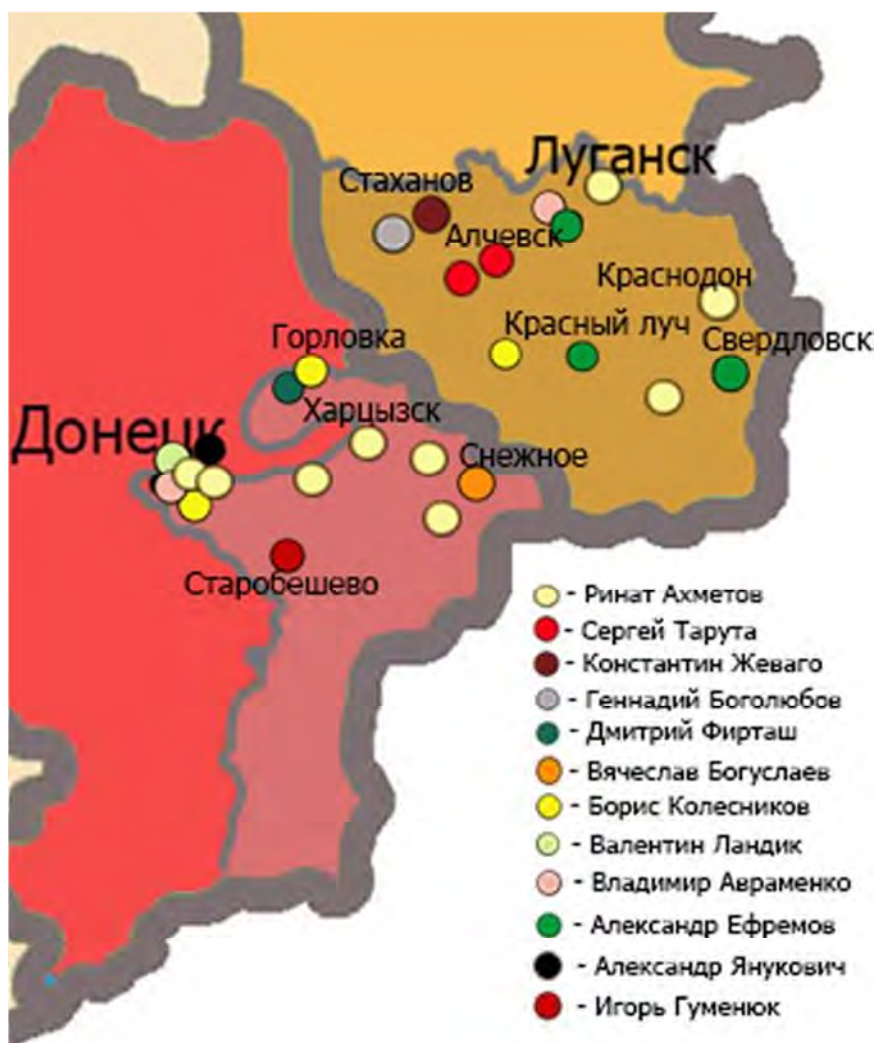 Луганск
Стаханов
Алчевск
Краснодон
Красный луч
Свердловск
Горловка
Харцызск
Донецк
Снежное
Старобешево
- Ринат Ахметов
- Сергей Тарута
- Константин Жеваго
- Геннадий Боголюбов
- Дмитрий Фирташ
- Вячеслав Богуслаев
- Борис Колесников
- Валентин Ландик
- Владимир Авраменко
- Александр Ефремов
- Александр Янукович
- Игорь Гуменюк